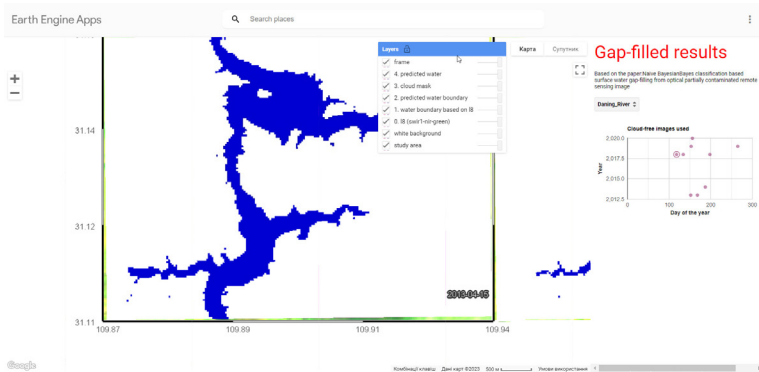 Earth Engine Apps
Search places
Layers
frame
4. predicted water
3. cloud mask
2. predicted water boundary
1. water boundary based on l8
0. l8 (swir1-nir-green)
white background
study area
Карта
Супутник
Gap-filled results
Based on the paper:Naive BayesianBayes classification based
surface water gap-filling from optical partially contaminated remote
sensing image
Daning_River
Cloud-free images used
Year
2,020.0
2,017.5
2,015.0
2,012.5
0
100
200
300
Day of the year
31.14
31.12
31.11
109.87
109.89
109.91
109.94
Google
Комбінації клавіш
Дані карт ©2023
500 м
Умови використання